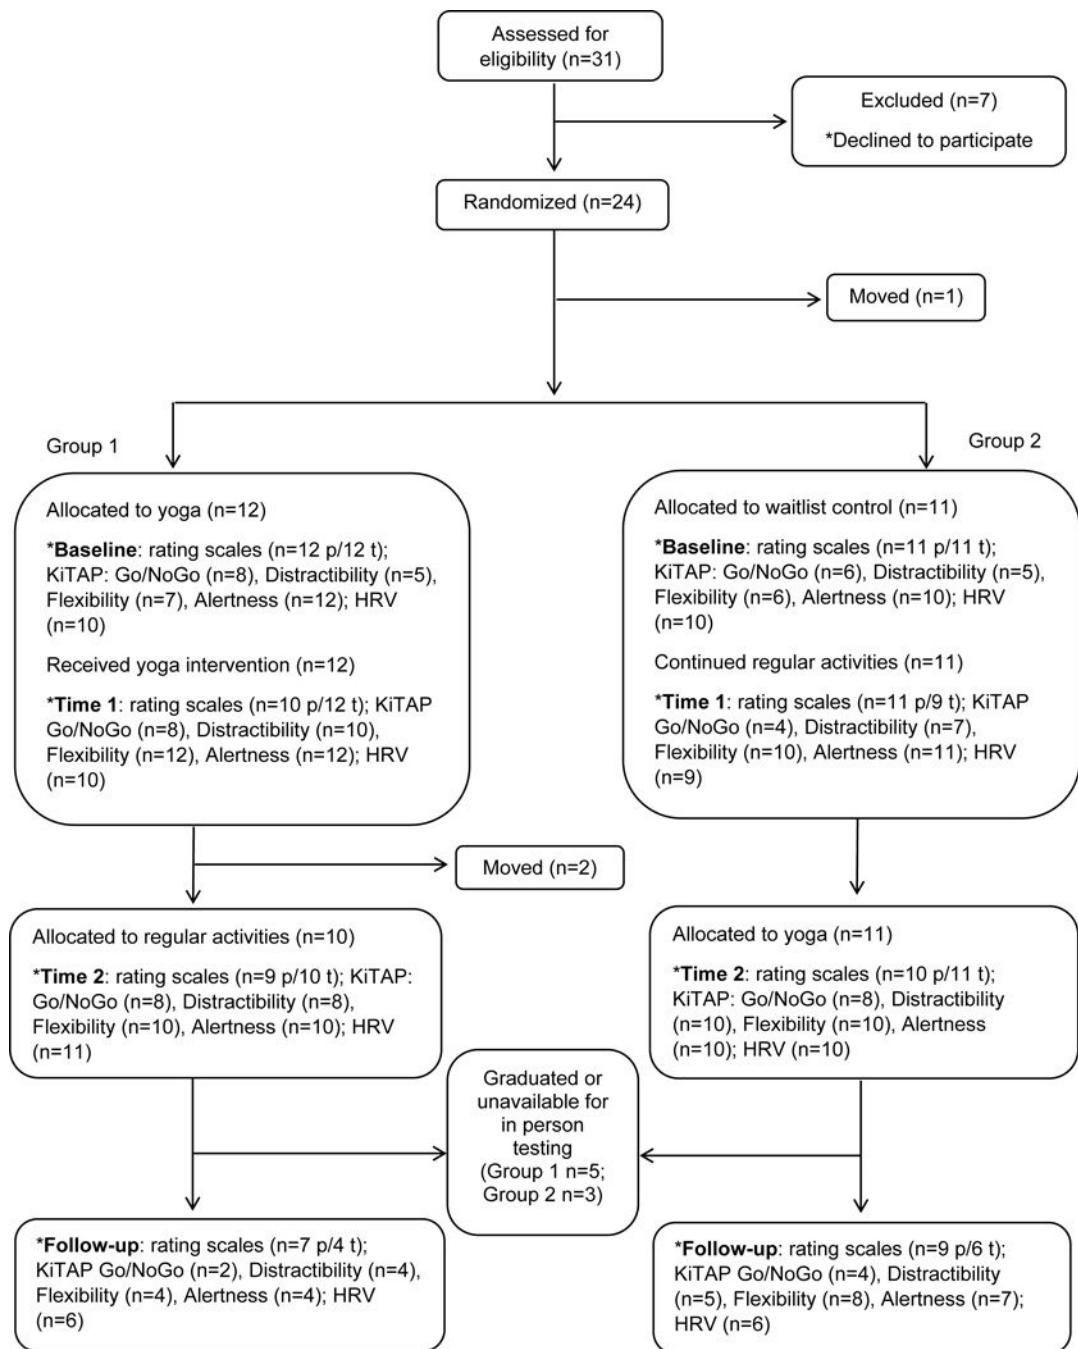 Assessed for
eligibility (n=31)
Excluded (n=7)
*Declined to participate
Randomized (n=24)
Moved (n=1)
Group 1
Group 2
Allocated to yoga (n=12)
*Baseline: rating scales (n=12 p/12 t);
KiTAP: Go/NoGo (n=8), Distractibility (n=5),
Flexibility (n=7), Alertness (n=12); HRV
(n=10)
Received yoga intervention (n=12)
*Time 1: rating scales (n=10 p/12 t); KiTAP
Go/NoGo (n=8), Distractibility (n=10),
Flexibility (n=12), Alertness (n=12); HRV
(n=10)
Allocated to waitlist control (n=11)
*Baseline: rating scales (n=11 p/11 t);
KiTAP: Go/NoGo (n=6), Distractibility (n=5),
Flexibility (n=6), Alertness (n=10); HRV
(n=10)
Continued regular activities (n=11)
*Time 1: rating scales (n=11 p/9 t); KiTAP
Go/NoGo (n=4), Distractibility (n=7),
Flexibility (n=10), Alertness (n=11); HRV
(n=9)
Moved (n=2)
Allocated to regular activities (n=10)
*Time 2: rating scales (n=9 p/10 t); KiTAP:
Go/NoGo (n=8), Distractibility (n=8),
Flexibility (n=10), Alertness (n=10); HRV
(n=11)
Allocated to yoga (n=11)
*Time 2: rating scales (n=10 p/11 t);
KiTAP: Go/NoGo (n=8), Distractibility
(n=10), Flexibility (n=10), Alertness
(n=10); HRV (n=10)
Graduated or
unavailable for
in person
testing
(Group 1 n=5;
Group 2 n=3)
*Follow-up: rating scales (n=7 p/4 t);
KiTAP Go/NoGo (n=2), Distractibility (n=4),
Flexibility (n=4), Alertness (n=4); HRV
(n=6)
*Follow-up: rating scales (n=9 p/6 t);
KiTAP Go/NoGo (n=4), Distractibility
(n=5), Flexibility (n=8), Alertness (n=7);
HRV (n=6)